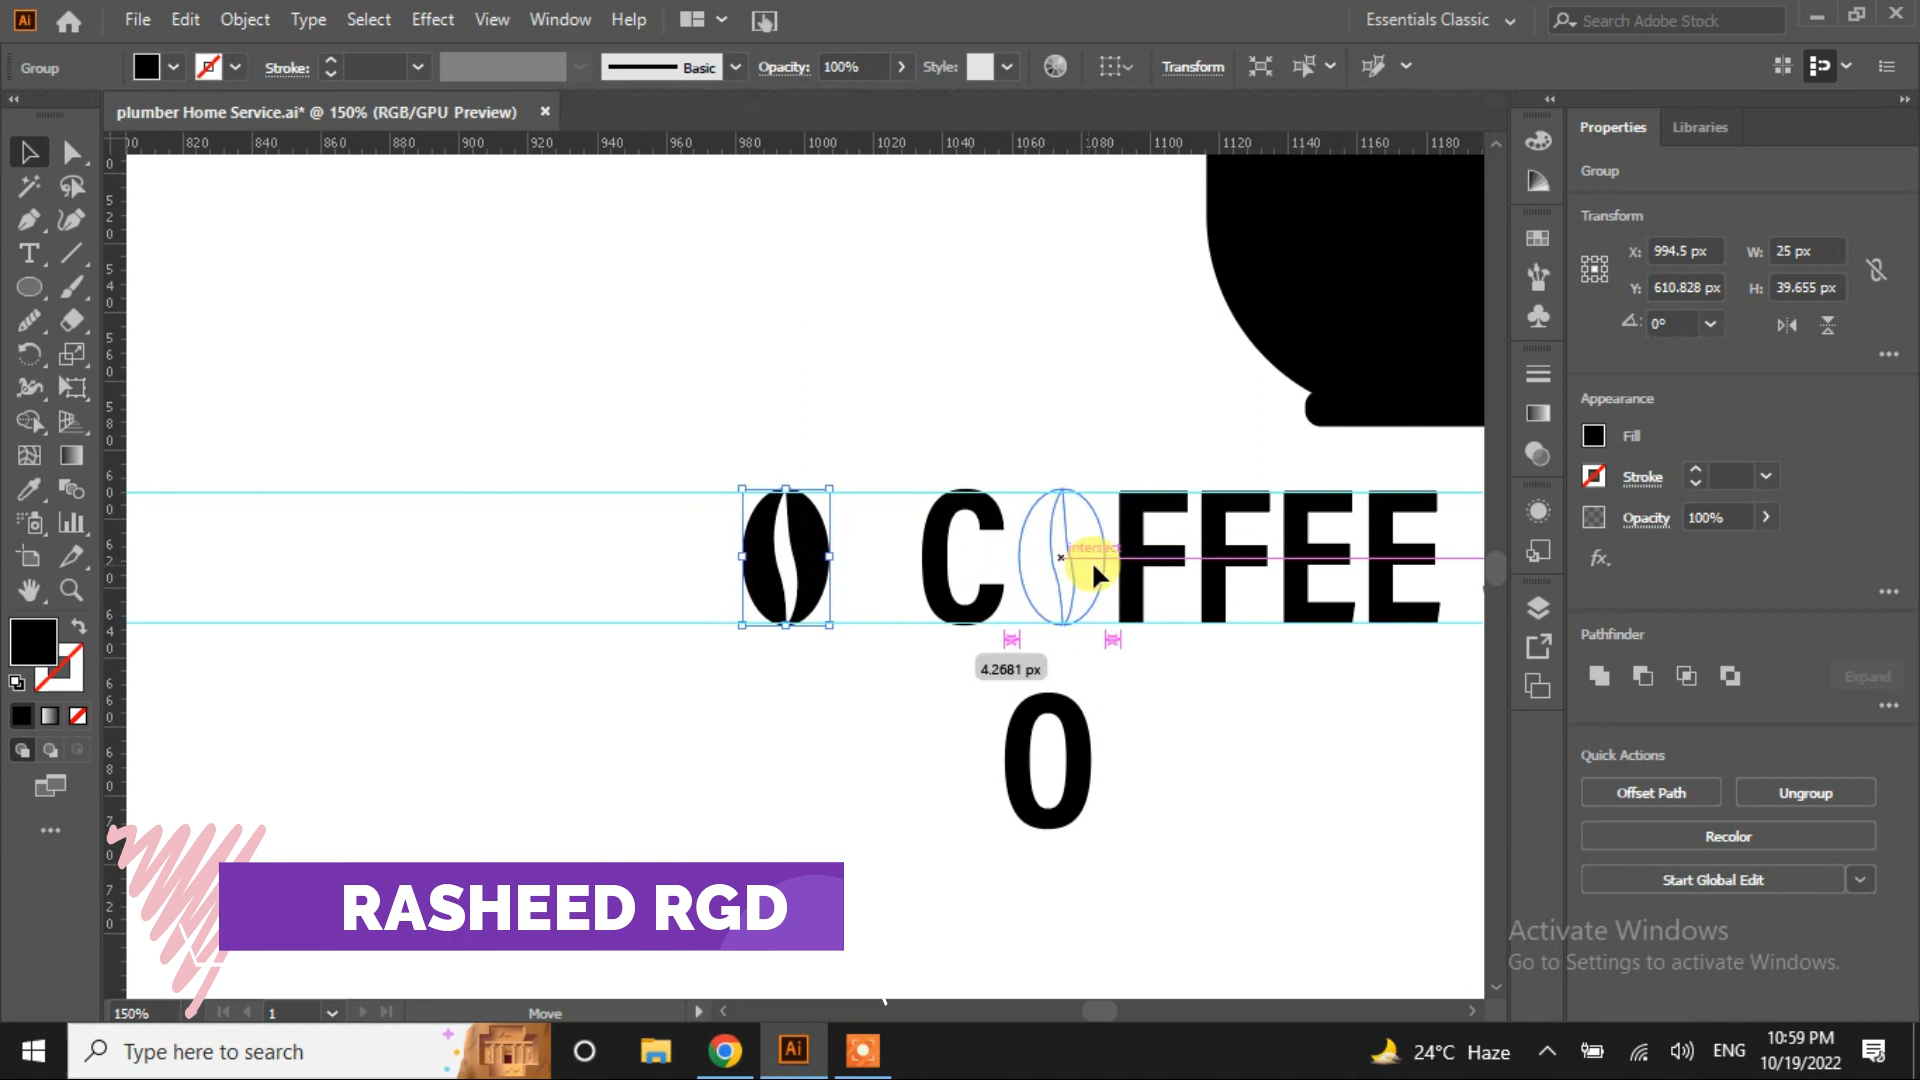 File Edit Object Type Select Effect View Window Help
Essentials Classic
Search Adobe Stock
Group
Stroke:
Basic
Opacity: 100%
Style:
Transform
plumber Home Service.ai* @ 150% (RGB/GPU Preview)
820 840 860 880 900 920 940 960 980 1000 1020 1040 1060 1080 1100 1120 1140 1160 1180
C FFEE
intersect
4.2681 px
O
RASHEED RGD
Properties Libraries
Group
Transform
X: 994.5 px W: 25 px
Y: 610.828 px H: 39.655 px
0°
Appearance
Fill
Stroke
Opacity 100%
fx.
Pathfinder
Expand
Quick Actions
Offset Path Ungroup
Recolor
Start Global Edit
Activate Windows
Go to Settings to activate Windows.
150% 1 Move
Type here to search
Ai
24°C Haze
ENG
10:59 PM
10/19/2022